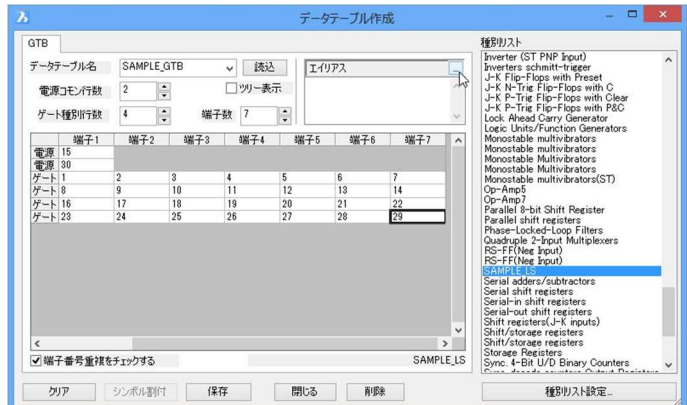 データテーブル作成
GTB
データテーブル名
SAMPLE_GTB
読込
エイリアス
...
電源コモン行数
2
ツリー表示
ゲート種別行数
4
端子数
7
端子1 端子2 端子3 端子4 端子5 端子6 端子7
電源 15
電源 30
ゲート 1 2 3 4 5 6 7
ゲート 8 9 10 11 12 13 14
ゲート 16 17 18 19 20 21 22
ゲート 23 24 25 26 27 28 29
端子番号重複をチェックする
SAMPLE_LS
クリア
シンボル割付
保存
閉じる
削除
種別リスト
Inverter (ST PNP Input)
Inverters schmitt-trigger
J-K Flip-Flops with Preset
J-K N-Trig Flip-Flops with C
J-K P-Trig Flip-Flops with Clear
J-K P-Trig Flip-Flops with P&C
Lock Ahead Carry Generator
Logic Units/Function Generators
Monostable multivibrators
Monostable Multivibrators
Monostable Multivibrators
Monostable Multivibrators
Monostable multivibrators(ST)
Op-Amp5
Op-Amp7
Parallel 8-bit Shift Register
Parallel shift registers
Phase-Locked-Loop Filters
Quadruple 2-Input Multiplexers
RS-FF(Neg Input)
RS-FF(Neg Input)
SAMPLE_LS
Serial adders/subtractors
Serial shift registers
Serial-in shift registers
Serial-out shift registers
Shift registers(J-K inputs)
Shift/storage registers
Shift/storage registers
Storage Registers
Sync. 4-Bit U/D Binary Counters
種別リスト設定...